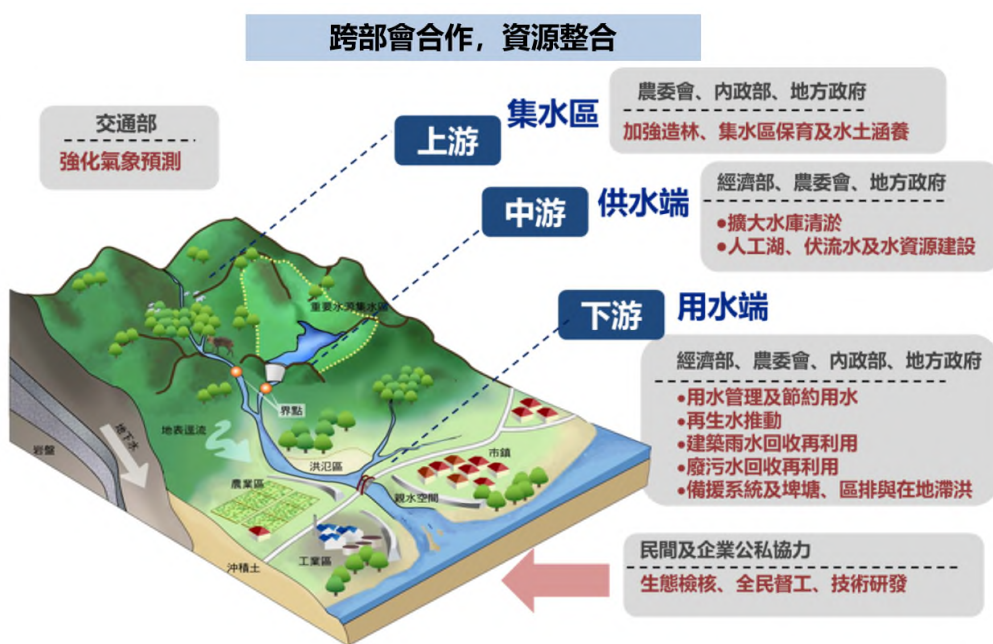 跨部會合作，資源整合
交通部
強化氣象預測
上游
集水區
農委會、內政部、地方政府
加強造林、集水區保育及水土涵養
中游
供水端
經濟部、農委會、地方政府
•擴大水庫清淤
•人工湖、伏流水及水資源建設
下游
用水端
經濟部、農委會、內政部、地方政府
•用水管理及節約用水
•再生水推動
•建築雨水回收再利用
•廢污水回收再利用
•備援系統及埤塘、區排與在地滯洪
民間及企業公私協力
生態檢核、全民督工、技術研發
重要水源集水區
界點
地表逕流
地下水
岩盤
洪氾區
市鎮
農業區
親水空間
工業區
沖積土